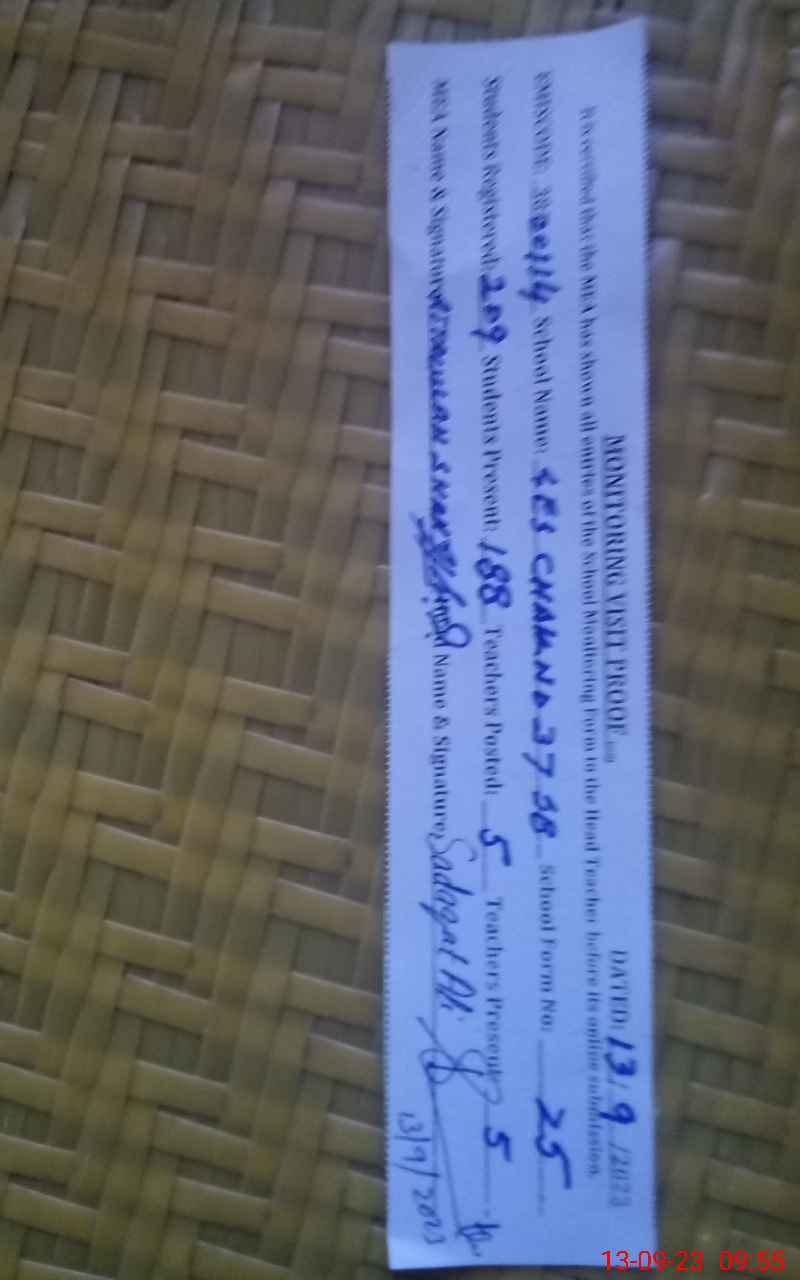 MONITORING VISIT PROOF DATED: 13/9/2023
It is certified that the MEA has shown all entries of the School Monitoring Form to the Head Teacher before its online submission.
EMISCODE: School Name: GES CHAK NO 37 SB School Form No: 25
Students Registered: 209 Students Present: 188 Teachers Posted: 5 Teachers Present: 5
MEA Name & Signature: Name & Signature: Sadaqat Ali
13/9/2023
13-09-23 09:55